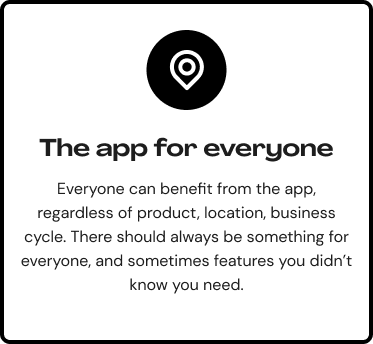 The app for everyone
Everyone can benefit from the app,
regardless of product, location, business
cycle. There should always be something for
everyone, and sometimes features you didn’t
know you need.